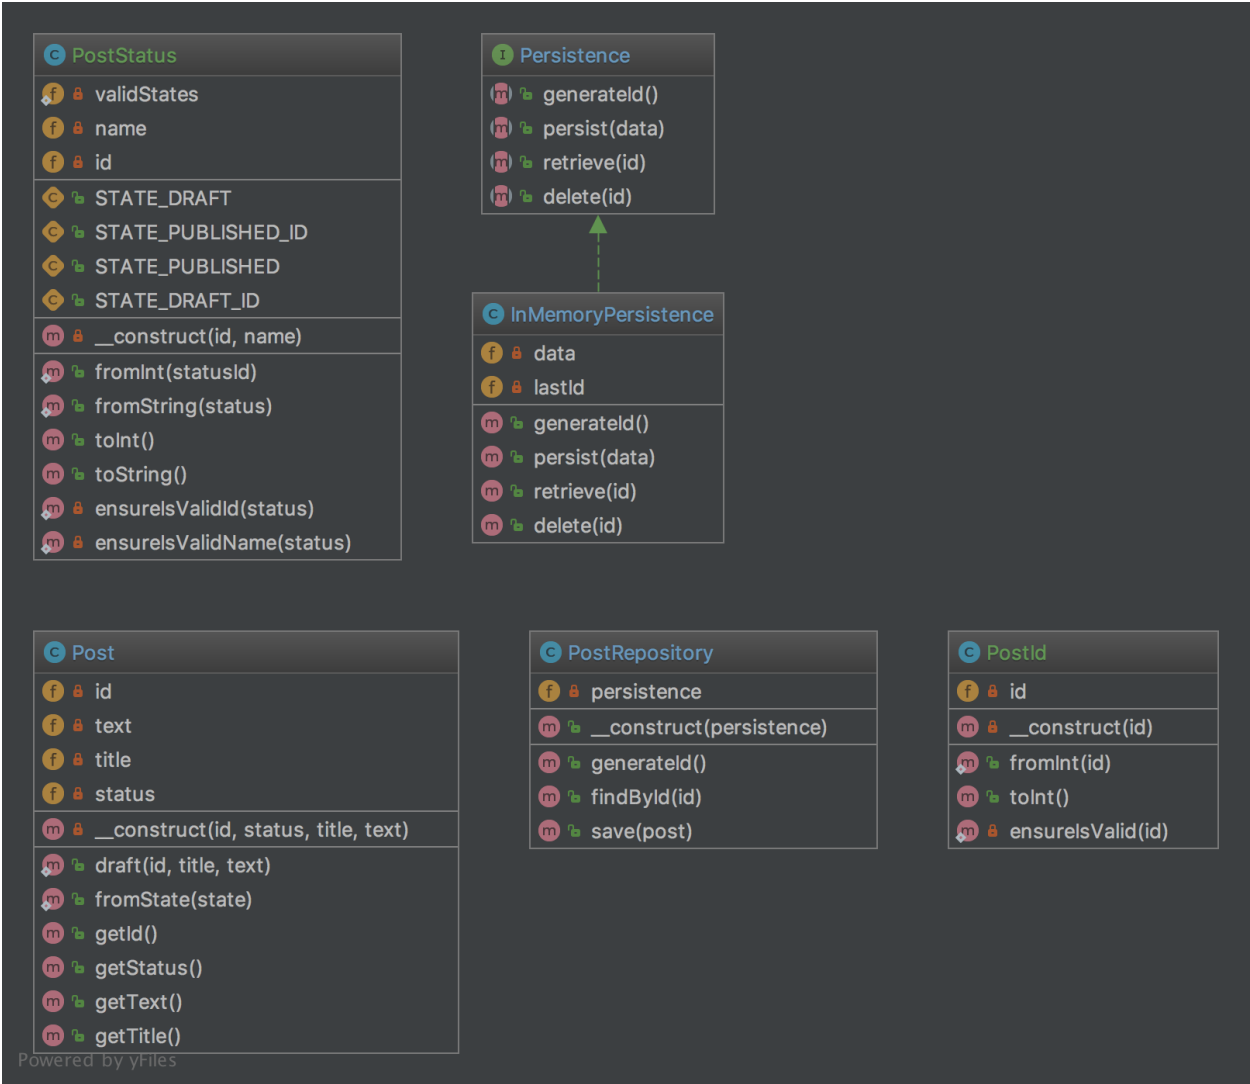 C PostStatus
f validStates
f name
f id
C STATE_DRAFT
C STATE_PUBLISHED_ID
C STATE_PUBLISHED
C STATE_DRAFT_ID
m __construct(id, name)
m fromInt(statusId)
m fromString(status)
m toInt()
m toString()
m ensureIsValidId(status)
m ensureIsValidName(status)
I Persistence
m generateId()
m persist(data)
m retrieve(id)
m delete(id)
C InMemoryPersistence
f data
f lastId
m generateId()
m persist(data)
m retrieve(id)
m delete(id)
C Post
f id
f text
f title
f status
m __construct(id, status, title, text)
m draft(id, title, text)
m fromState(state)
m getId()
m getStatus()
m getText()
m getTitle()
C PostRepository
f persistence
m __construct(persistence)
m generateId()
m findById(id)
m save(post)
C PostId
f id
m __construct(id)
m fromInt(id)
m toInt()
m ensureIsValid(id)
Powered by yFiles